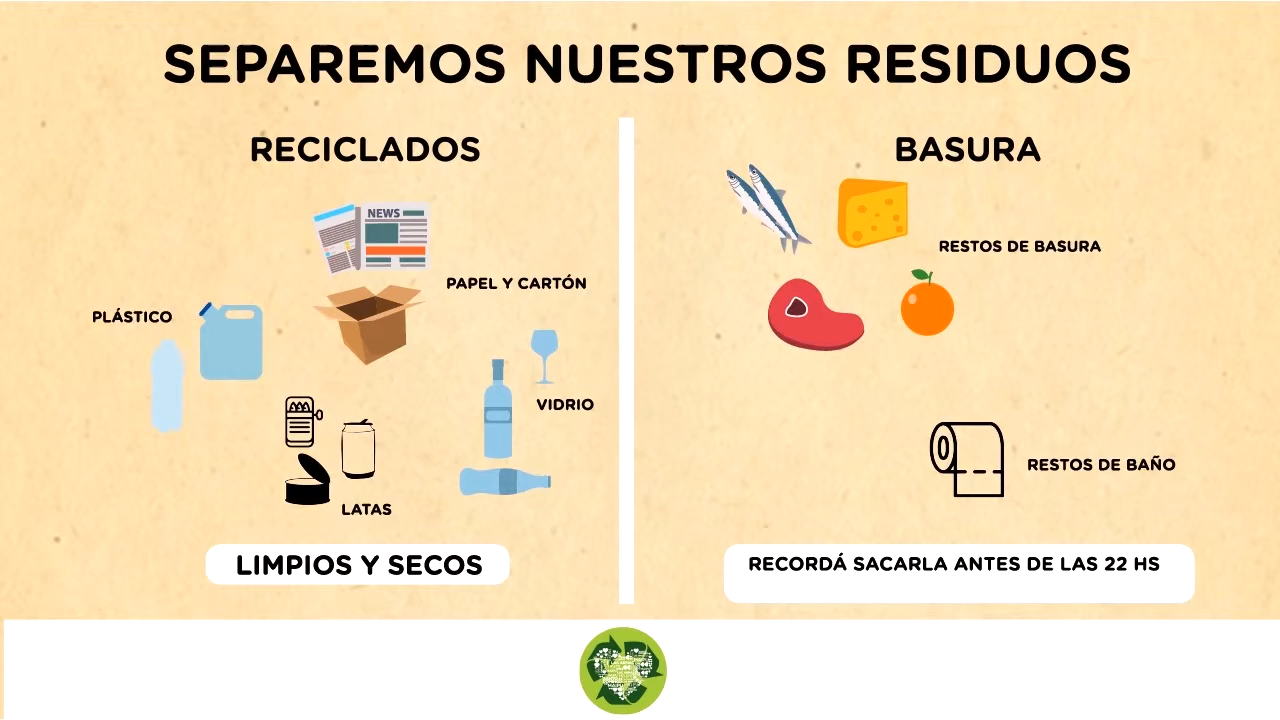 SEPAREMOS NUESTROS RESIDUOS
RECICLADOS
NEWS
PAPEL Y CARTÓN
PLÁSTICO
VIDRIO
LATAS
LIMPIOS Y SECOS
BASURA
RESTOS DE BASURA
RESTOS DE BAÑO
RECORDÁ SACARLA ANTES DE LAS 22 HS